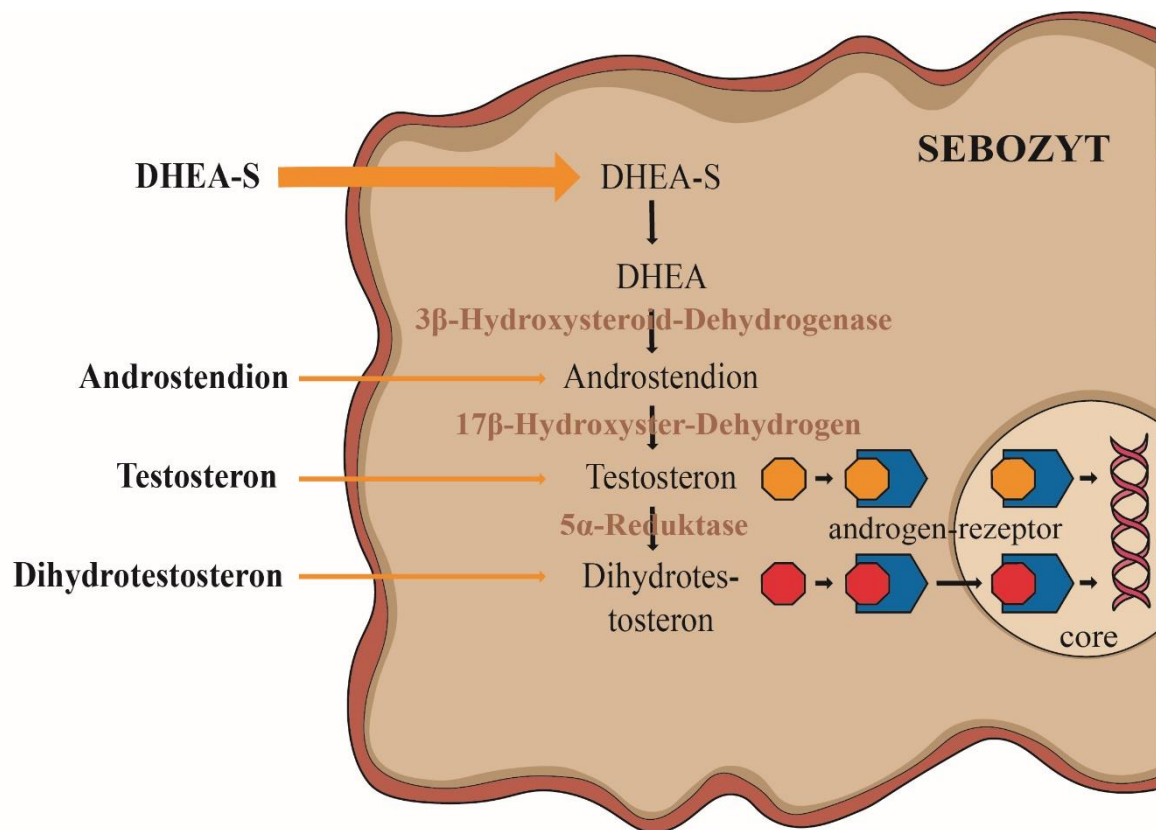 SEBOZYT
DHEA-S
DHEA-S
DHEA
3β-Hydroxysteroid-Dehydrogenase
Androstendion
Androstendion
17β-Hydroxyster-Dehydrogen
Testosteron
Testosteron
5α-Reduktase
androgen-rezeptor
Dihydrotestosteron
Dihydrotes-
tosteron
core